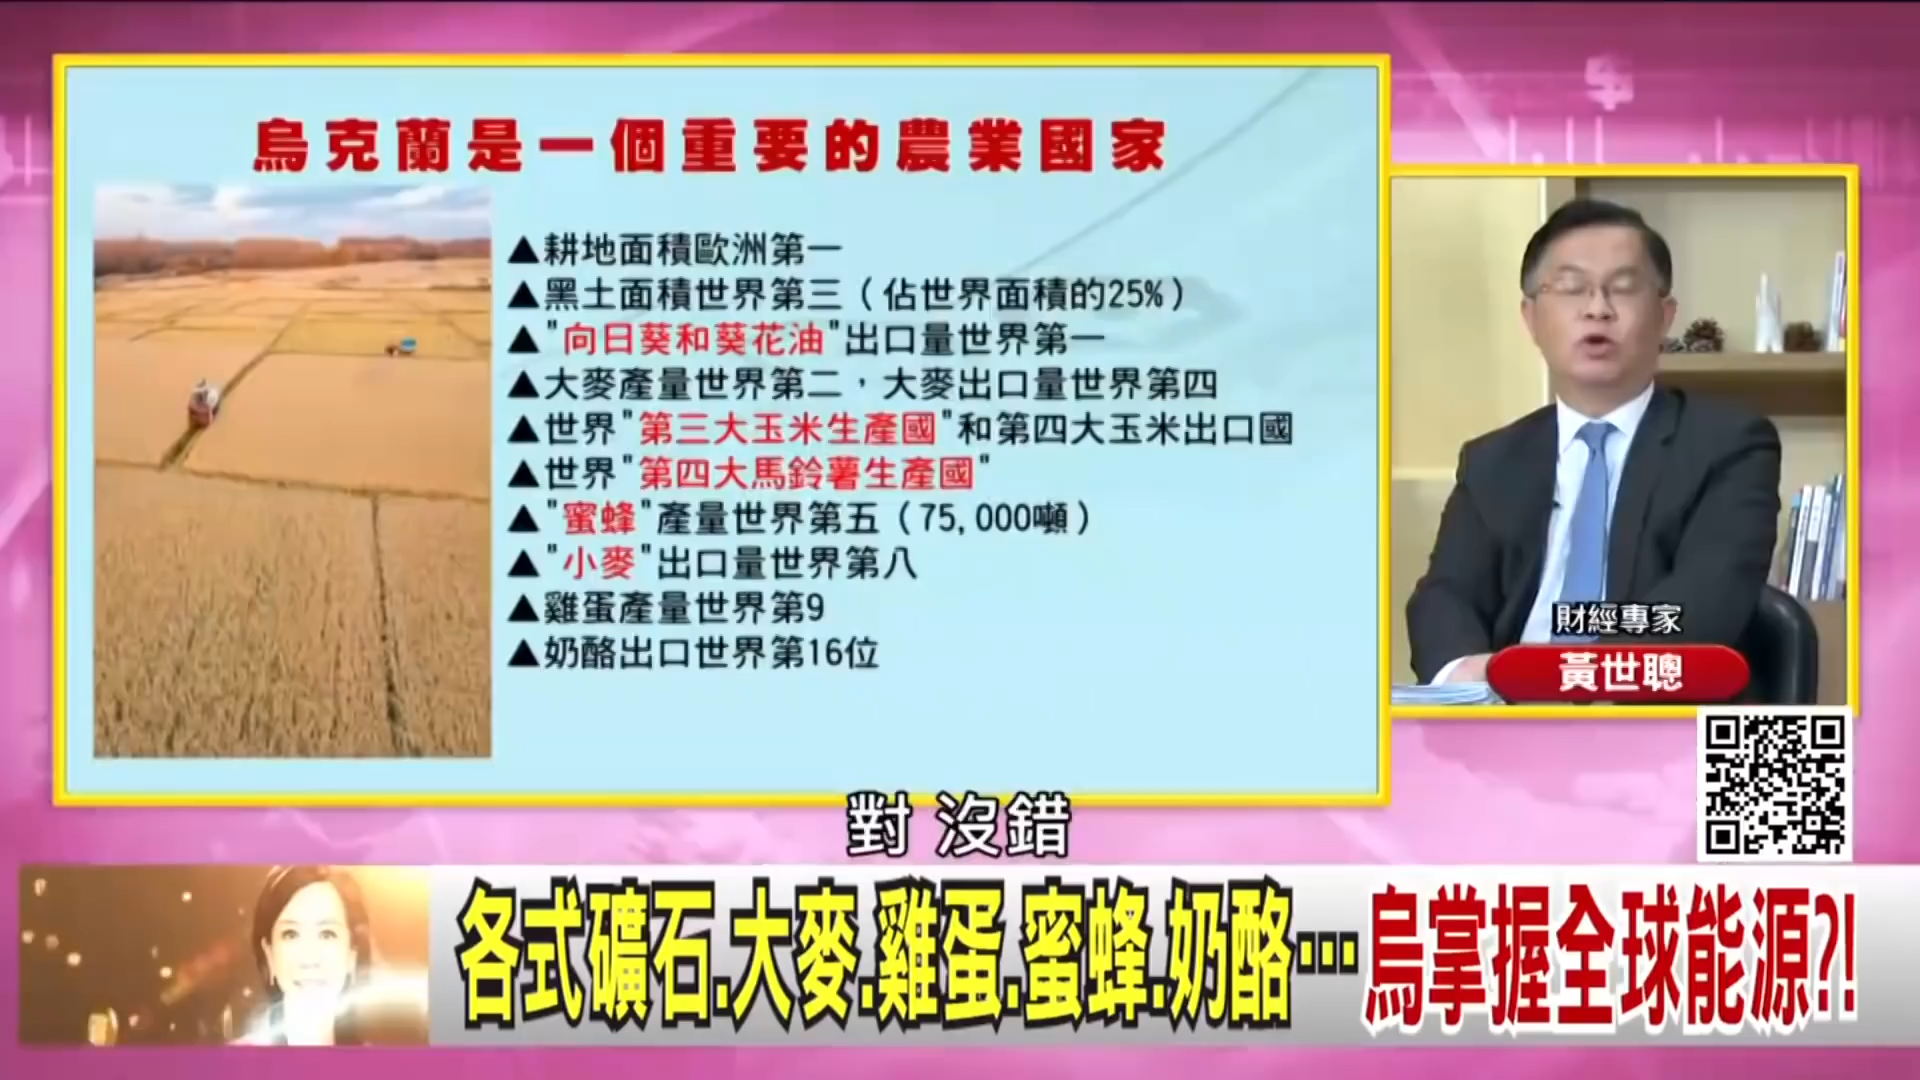 烏克蘭是一個重要的農業國家
▲耕地面積歐洲第一
▲黑土面積世界第三（佔世界面積的25%）
▲"向日葵和葵花油"出口量世界第一
▲大麥產量世界第二，大麥出口量世界第四
▲世界"第三大玉米生產國"和第四大玉米出口國
▲世界"第四大馬鈴薯生產國"
▲"蜜蜂"產量世界第五（75,000噸）
▲"小麥"出口量世界第八
▲雞蛋產量世界第9
▲奶酪出口世界第16位
財經專家
黃世聰
對 沒錯
各式礦石.大麥.雞蛋.蜜蜂.奶酪…烏掌握全球能源?!